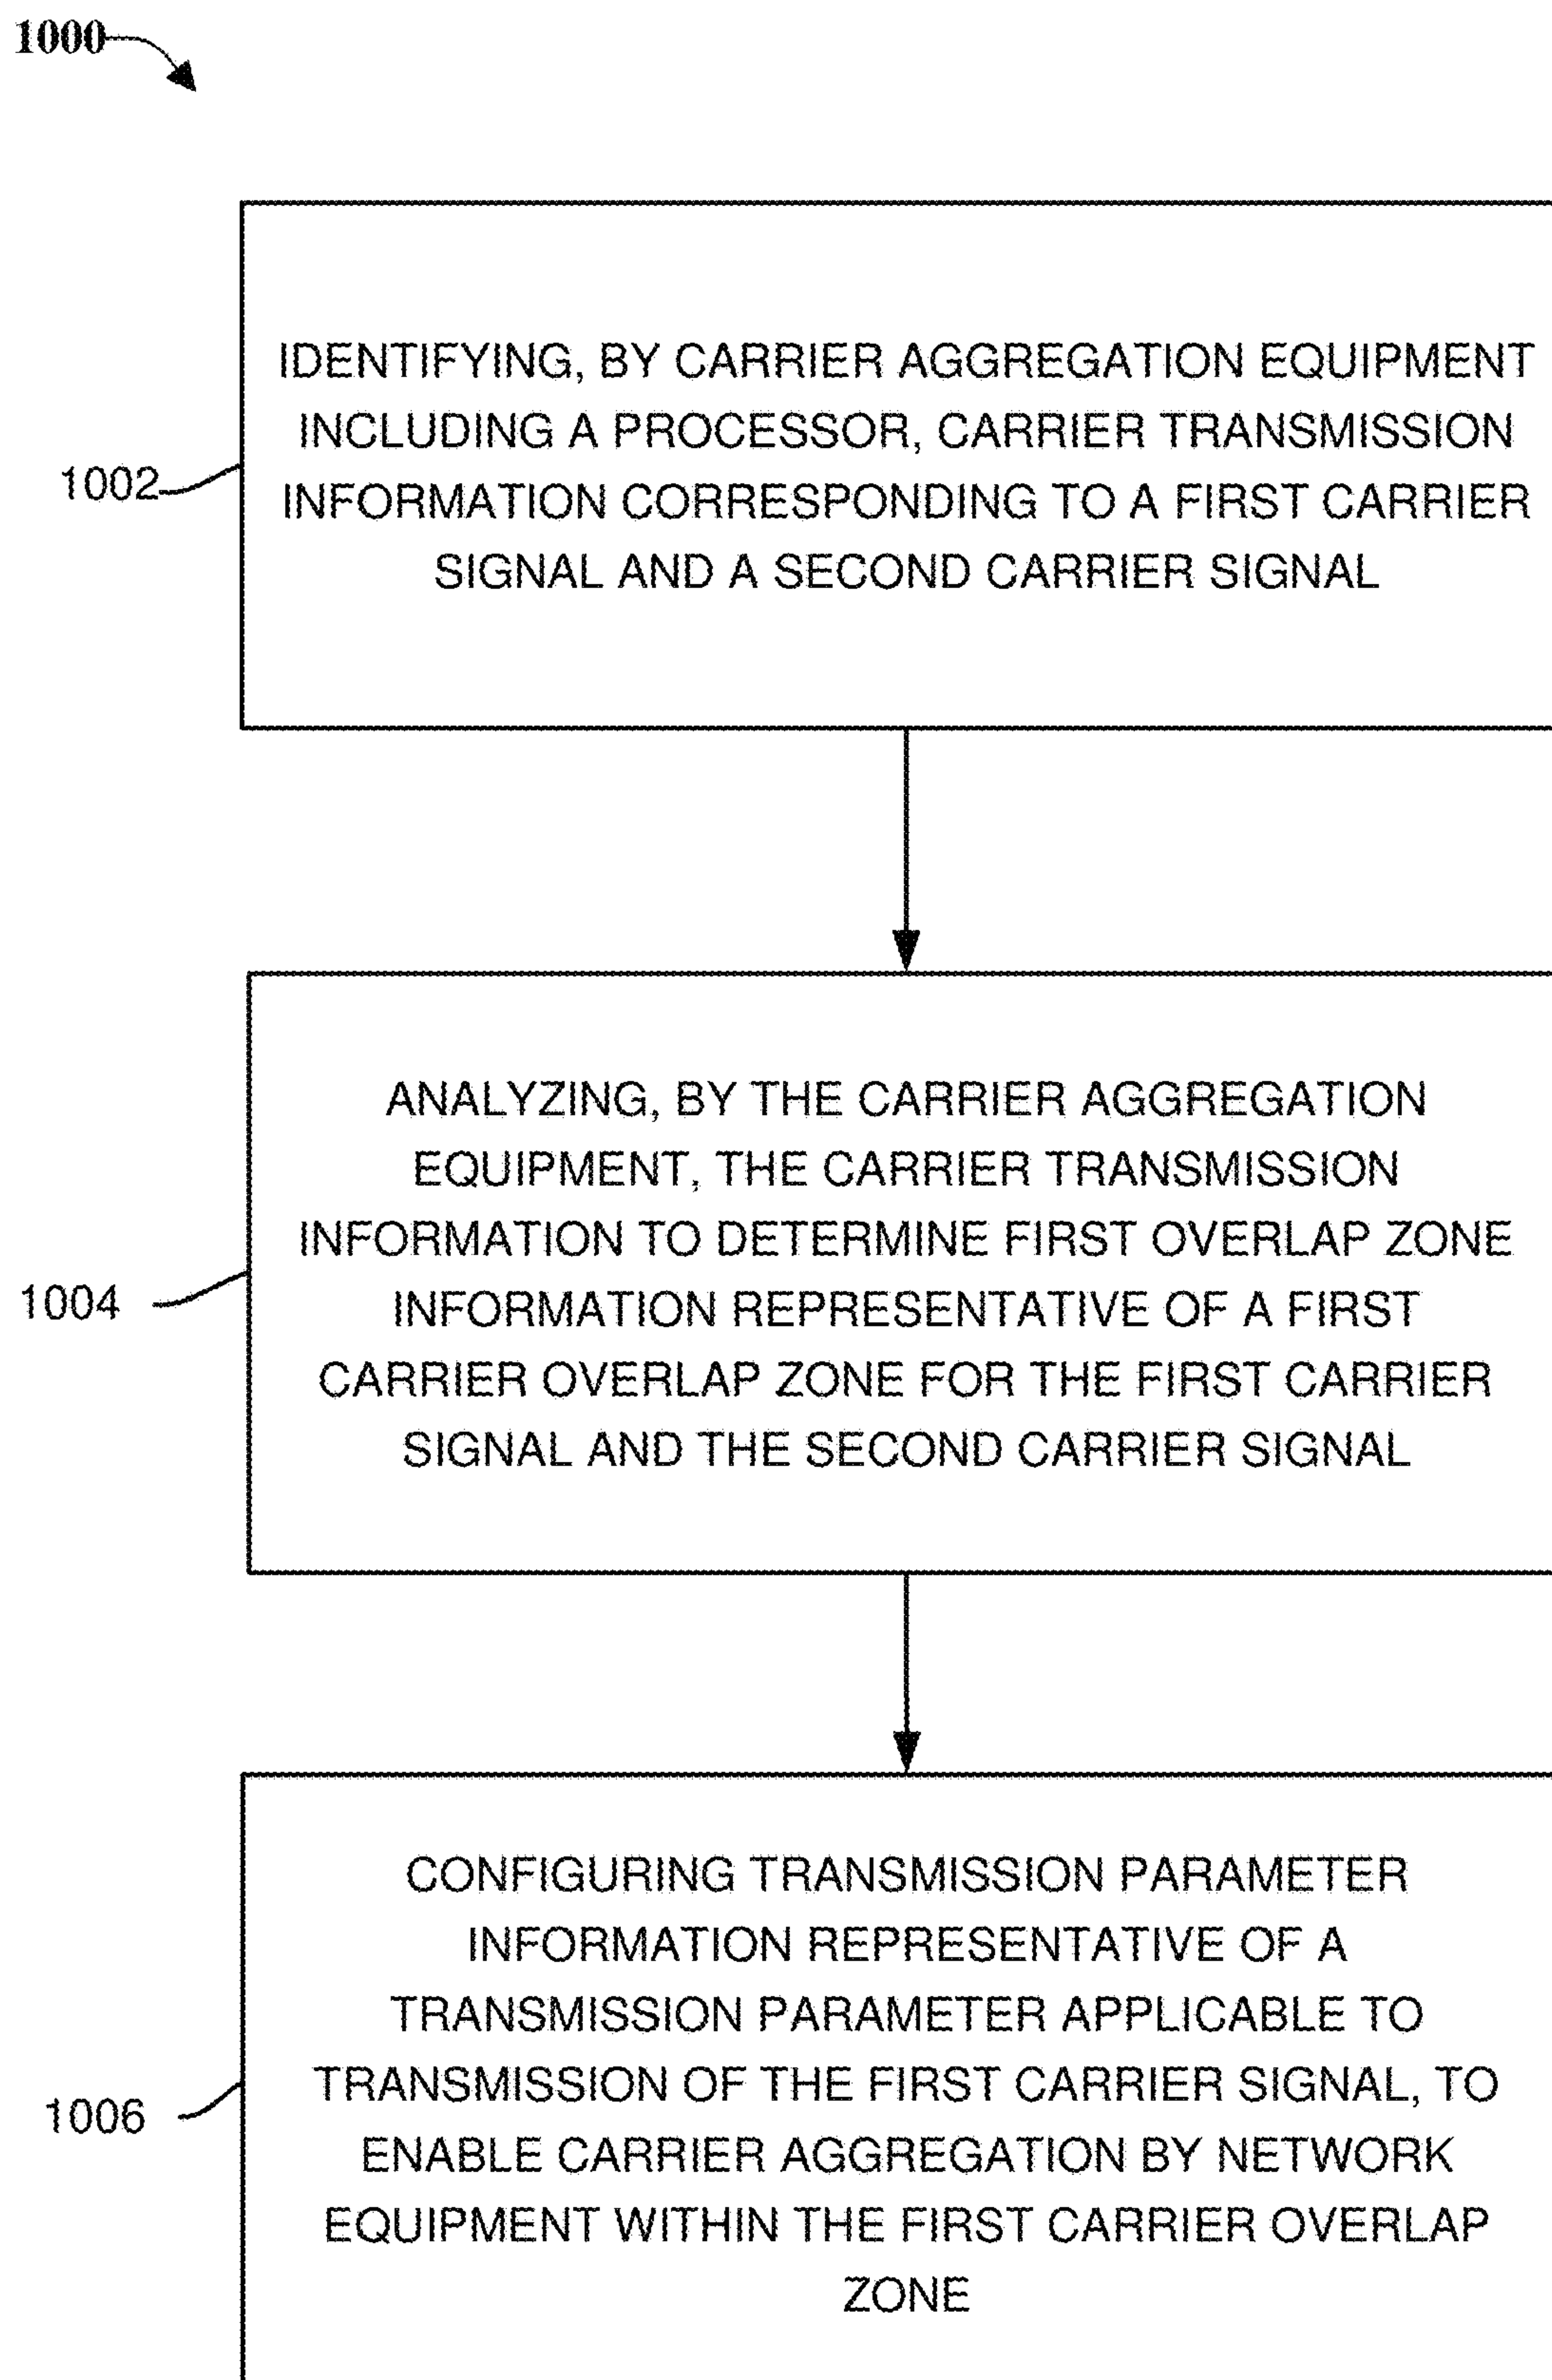 1000
IDENTIFYING, BY CARRIER AGGREGATION EQUIPMENT
INCLUDING A PROCESSOR, CARRIER TRANSMISSION
INFORMATION CORRESPONDING TO A FIRST CARRIER
SIGNAL AND A SECOND CARRIER SIGNAL
1002
ANALYZING, BY THE CARRIER AGGREGATION
EQUIPMENT, THE CARRIER TRANSMISSION
INFORMATION TO DETERMINE FIRST OVERLAP ZONE
INFORMATION REPRESENTATIVE OF A FIRST
CARRIER OVERLAP ZONE FOR THE FIRST CARRIER
SIGNAL AND THE SECOND CARRIER SIGNAL
1004
CONFIGURING TRANSMISSION PARAMETER
INFORMATION REPRESENTATIVE OF A
TRANSMISSION PARAMETER APPLICABLE TO
TRANSMISSION OF THE FIRST CARRIER SIGNAL, TO
ENABLE CARRIER AGGREGATION BY NETWORK
EQUIPMENT WITHIN THE FIRST CARRIER OVERLAP
ZONE
1006